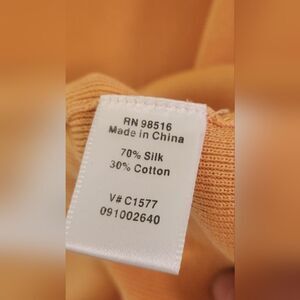 RN 98516
Made in China
70% Silk
30% Cotton
V# C1577
091002640